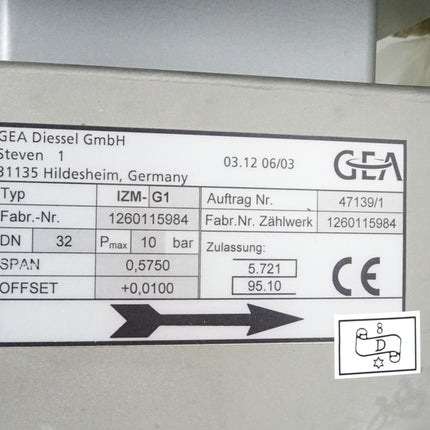 GEA Diessel GmbH
Steven 1
31135 Hildesheim, Germany
03.12 06/03
GEA
Typ IZM- G1 Auftrag Nr. 47139/1
Fabr.-Nr. 1260115984 Fabr.Nr. Zählwerk 1260115984
DN 32 Pmax 10 bar Zulassung:
SPAN 0,5750 5.721
OFFSET +,0100 95.10
CE
8
D